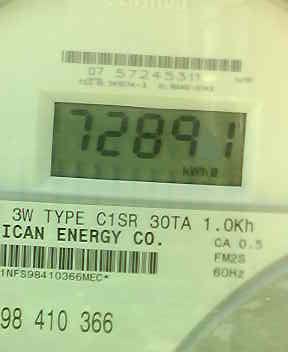 07 57245311
72891
KWH
3W TYPE C1SR 30TA 1.0Kh
ICAN ENERGY CO.
CA 0.5
FM2S
60Hz
1NFS98410366MEC*
98 410 366